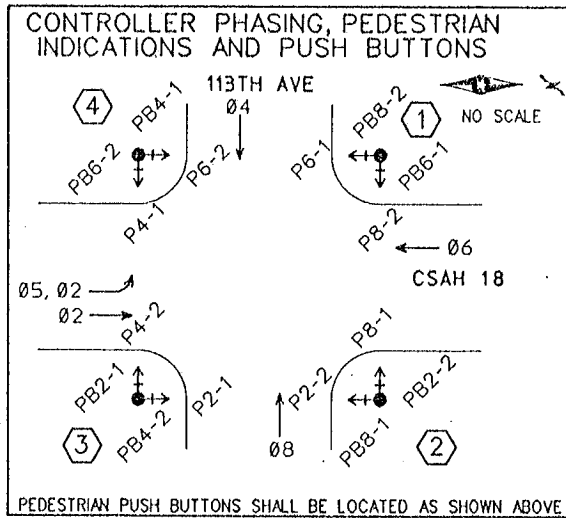 CONTROLLER PHASING, PEDESTRIAN
INDICATIONS AND PUSH BUTTONS
113TH AVE
Ø4
NO SCALE
4
PB4-1
PB6-2
P6-2
P4-1
1
PB8-2
P6-1
PB6-1
P8-2
Ø6
CSAH 18
Ø5, Ø2
Ø2
P4-2
PB2-1
P2-1
PB4-2
3
P8-1
P2-2
PB2-2
PB8-1
2
Ø8
PEDESTRIAN PUSH BUTTONS SHALL BE LOCATED AS SHOWN ABOVE